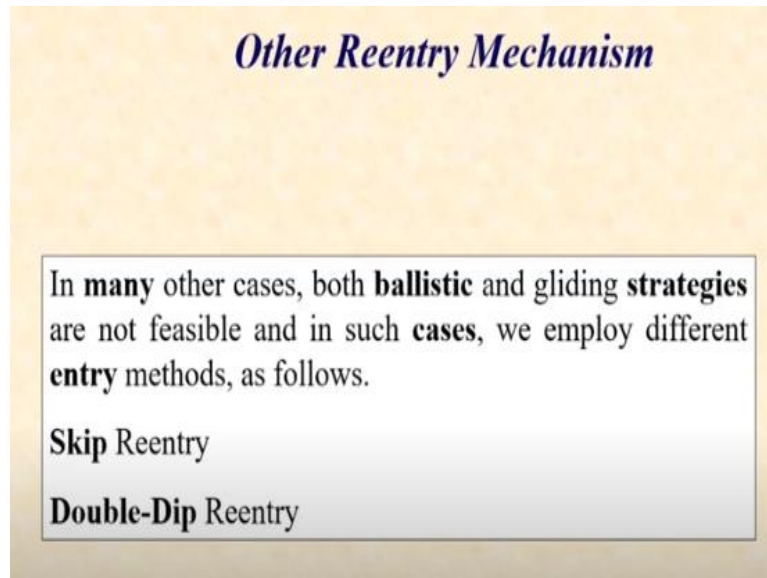 Other Reentry Mechanism
In many other cases, both ballistic and gliding strategies
are not feasible and in such cases, we employ different
entry methods, as follows.
Skip Reentry
Double-Dip Reentry